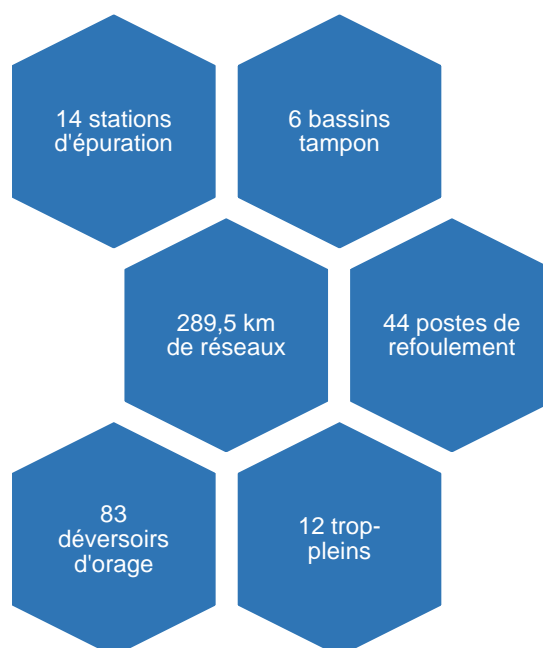 14 stations
d'épuration
6 bassins
tampon
289,5 km
de réseaux
44 postes de
refoulement
83
déversoirs
d'orage
12 trop-
pleins